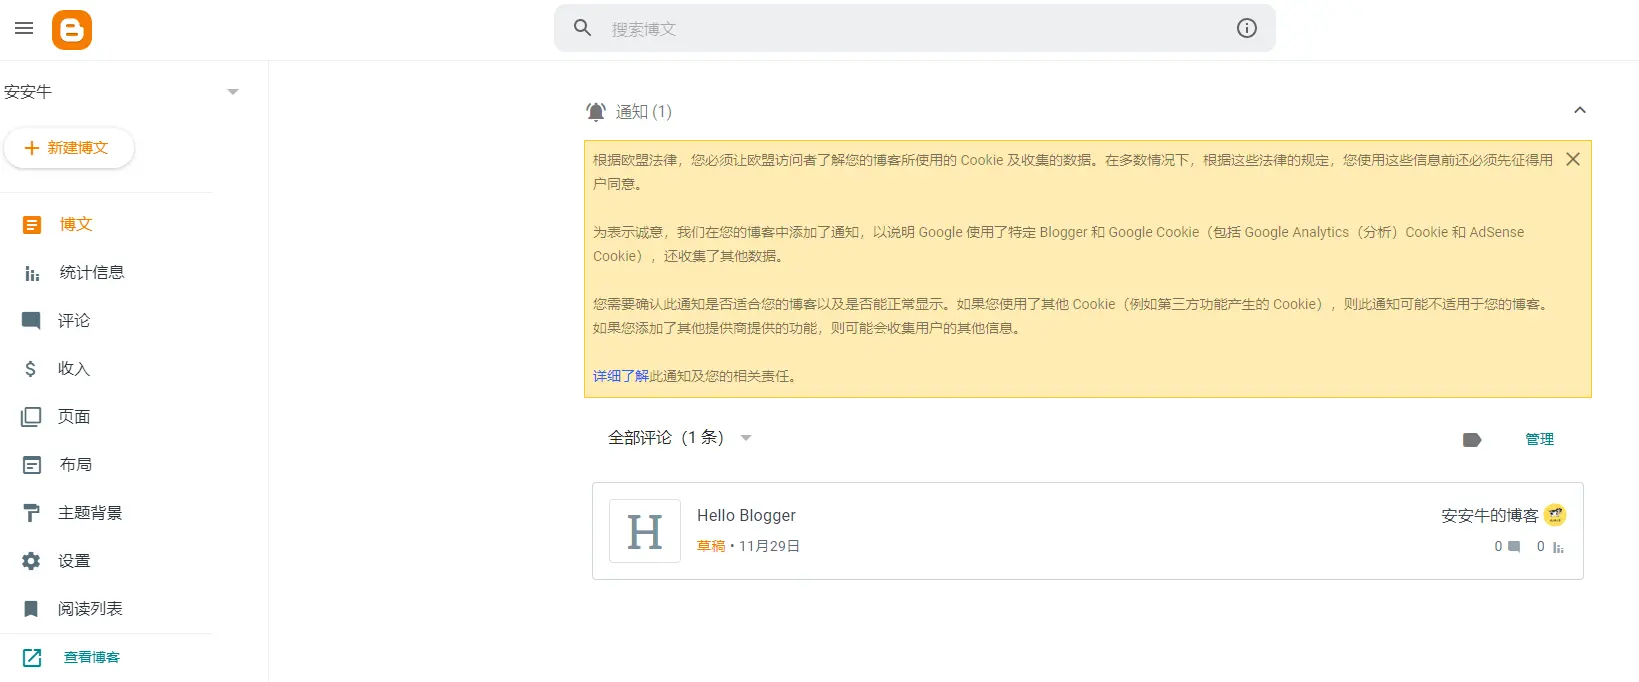 搜索博文
安安牛
新建博文
博文
统计信息
评论
收入
页面
布局
主题背景
设置
阅读列表
查看博客
通知 (1)
根据欧盟法律，您必须让欧盟访问者了解您的博客所使用的 Cookie 及收集的数据。在多数情况下，根据这些法律的规定，您使用这些信息前还必须先征得用
户同意。
为表示诚意，我们在您的博客中添加了通知，以说明 Google 使用了特定 Blogger 和 Google Cookie（包括 Google Analytics（分析）Cookie 和 AdSense
Cookie），还收集了其他数据。
您需要确认此通知是否适合您的博客以及是否能正常显示。如果您使用了其他 Cookie（例如第三方功能产生的 Cookie），则此通知可能不适用于您的博客。
如果您添加了其他提供商提供的功能，则可能会收集用户的其他信息。
详细了解此通知及您的相关责任。
全部评论（1 条）
管理
H
Hello Blogger
安安牛的博客
草稿 • 11月29日
0 0